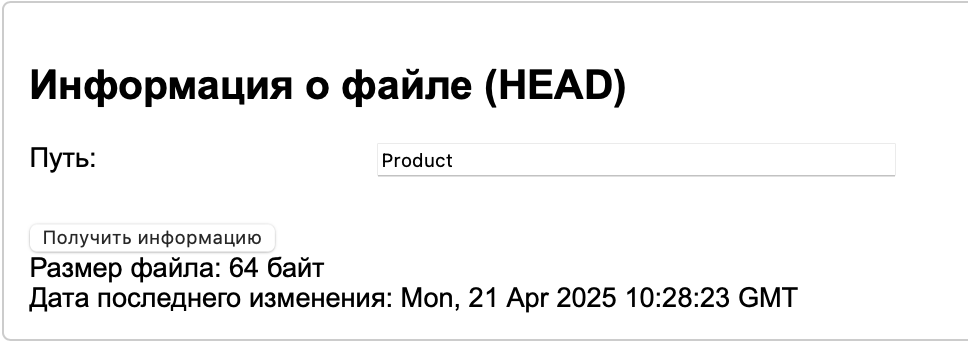 Информация о файле (HEAD)
Путь: Product
Получить информацию
Размер файла: 64 байт
Дата последнего изменения: Mon, 21 Apr 2025 10:28:23 GMT